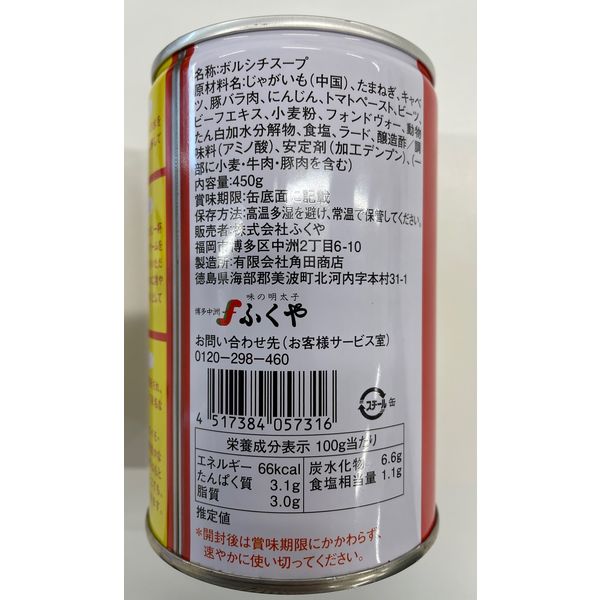 名称:ボルシチスープ
原材料名:じゃがいも(中国)、たまねぎ、キャベ
ツ、豚バラ肉、にんじん、トマトペースト、ビーツ、
ビーフエキス、小麦粉、フォンドヴォー、動物
たん白加水分解物、食塩、ラード、醸造酢/調
味料(アミノ酸)、安定剤(加工デンプン)、(一
部に小麦・牛肉・豚肉を含む)
内容量:450g
賞味期限:缶底面に記載
保存方法:高温多湿を避け、常温で保管してください。
販売者:株式会社ふくや
福岡市博多区中洲2丁目6-10
製造所:有限会社角田商店
徳島県海部郡美波町北河内字本村31-1
味の明太子
博多中洲 ふくや
お問い合わせ先(お客様サービス室)
0120-298-460
スチール 缶
4 517384 057316
栄養成分表示 100g当たり
エネルギー 66kcal 炭水化物 6.6g
たんぱく質 3.1g 食塩相当量 1.1g
脂質 3.0g
推定値
*開封後は賞味期限にかかわらず、
速やかに使い切ってください。